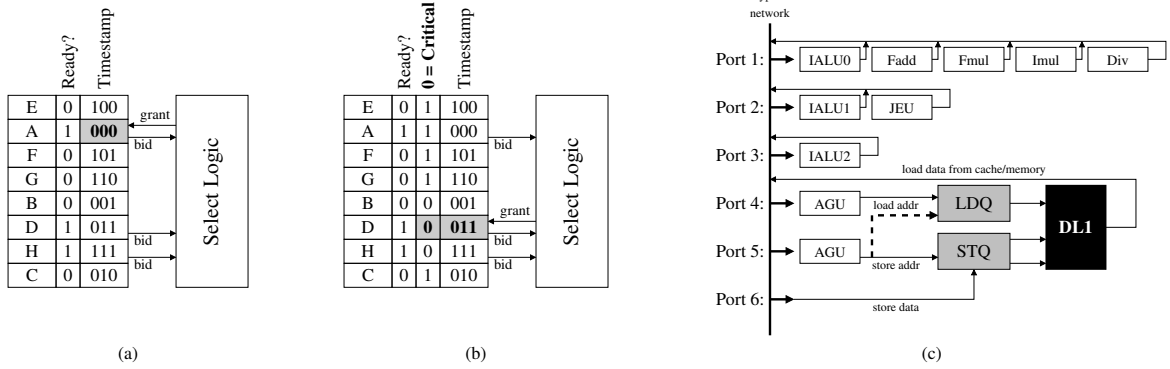 Ready?
Timestamp
E 0 100
A 1 000
F 0 101
G 0 110
B 0 001
D 1 011
H 1 111
C 0 010
grant
bid
bid
bid
Select Logic
(a)
Ready?
0 = Critical
Timestamp
E 0 1 100
A 1 1 000
F 0 1 101
G 0 1 110
B 0 0 001
D 1 0 011
H 1 0 111
C 0 1 010
bid
grant
bid
bid
Select Logic
(b)
network
Port 1: IALU0 Fadd Fmul Imul Div
Port 2: IALU1 JEU
Port 3: IALU2
load data from cache/memory
Port 4: AGU load addr LDQ
DL1
Port 5: AGU store addr STQ
Port 6: store data
(c)